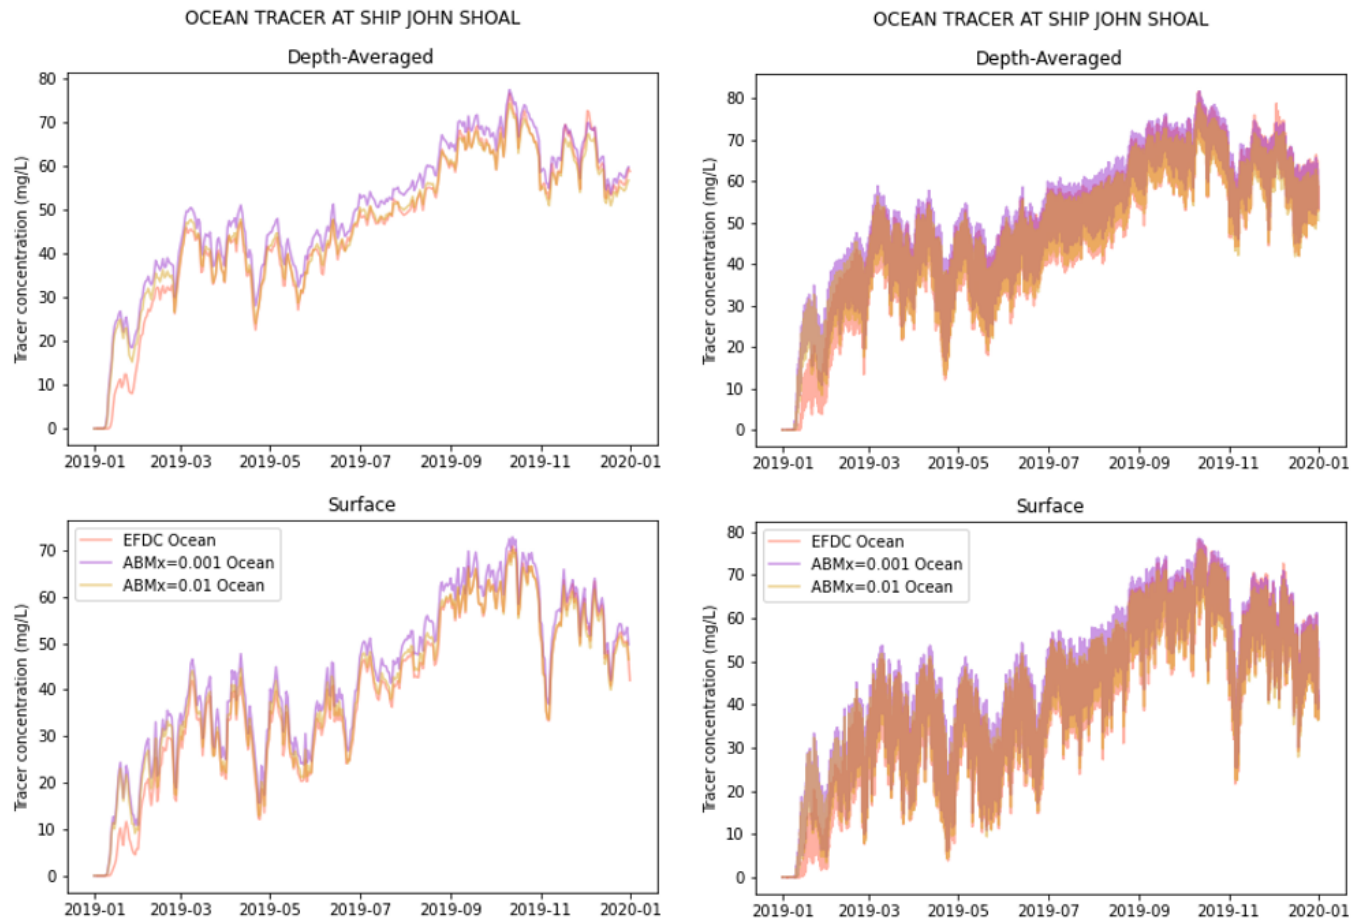 OCEAN TRACER AT SHIP JOHN SHOAL
Depth-Averaged
Tracer concentration (mg/L)
80
70
60
50
40
30
20
10
0
2019-01 2019-03 2019-05 2019-07 2019-09 2019-11 2020-01
Surface
EFDC Ocean
ABMx=0.001 Ocean
ABMx=0.01 Ocean
Tracer concentration (mg/L)
70
60
50
40
30
20
10
0
2019-01 2019-03 2019-05 2019-07 2019-09 2019-11 2020-01
OCEAN TRACER AT SHIP JOHN SHOAL
Depth-Averaged
Tracer concentration (mg/L)
80
70
60
50
40
30
20
10
0
2019-01 2019-03 2019-05 2019-07 2019-09 2019-11 2020-01
Surface
EFDC Ocean
ABMx=0.001 Ocean
ABMx=0.01 Ocean
Tracer concentration (mg/L)
80
70
60
50
40
30
20
10
0
2019-01 2019-03 2019-05 2019-07 2019-09 2019-11 2020-01